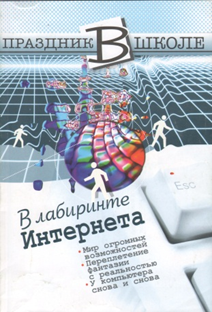 ПРАЗДНИК В ШКОЛЕ
В лабиринте
Интернета
Esc
• Мир огромных
возможностей
• Переплетение
фантазии
с реальностью
• У компьютера
снова и снова